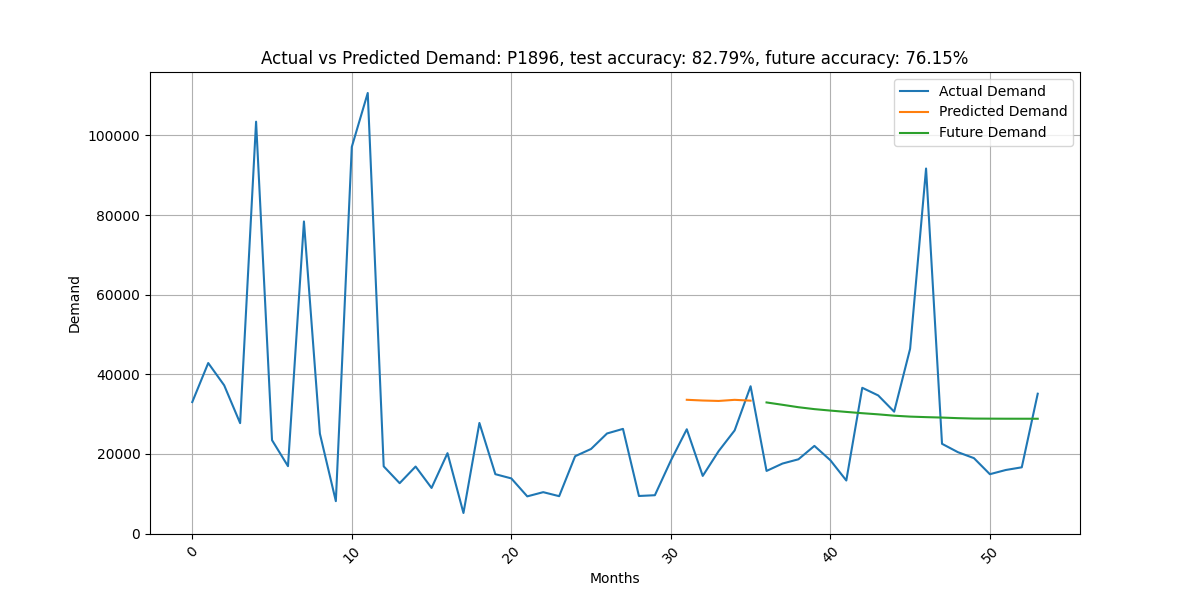 Actual vs Predicted Demand: P1896, test accuracy: 82.79%, future accuracy: 76.15%
Actual Demand
Predicted Demand
Future Demand
100000
80000
60000
40000
20000
0
Demand
0
10
20
30
40
50
Months